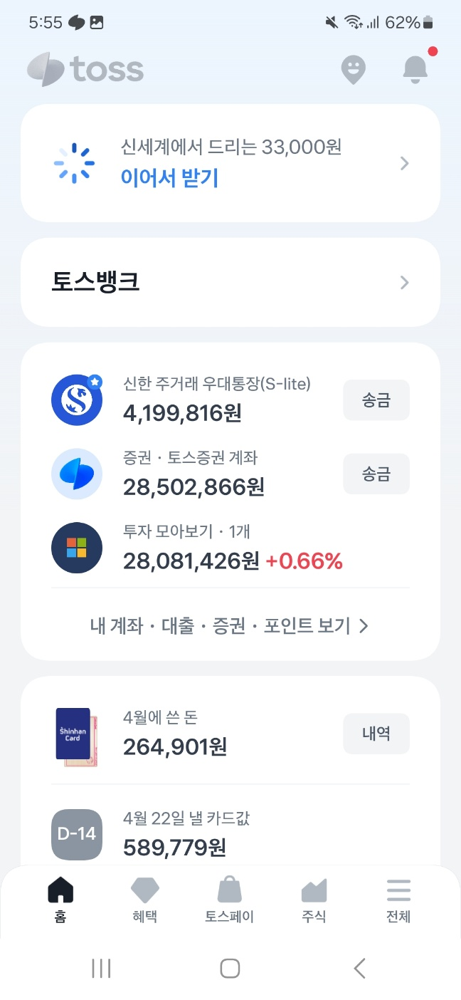 5:55 62%
toss
신세계에서 드리는 33,000원
이어서 받기
토스뱅크
신한 주거래 우대통장(S-lite)
4,199,816원
송금
증권 · 토스증권 계좌
28,502,866원
송금
투자 모아보기 · 1개
28,081,426원 +0.66%
내 계좌 · 대출 · 증권 · 포인트 보기
Shinhan
Card
4월에 쓴 돈
264,901원
내역
D-14
4월 22일 낼 카드값
589,779원
홈 혜택 토스페이 주식 전체